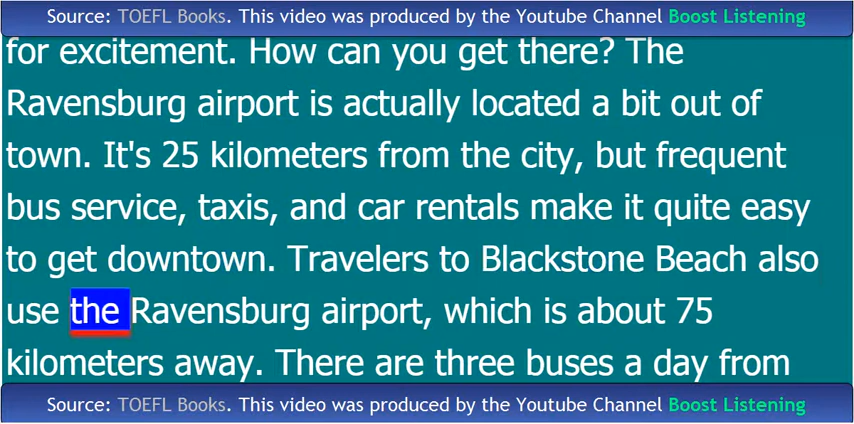 Source: TOEFL Books. This video was produced by the Youtube Channel Boost Listening
for excitement. How can you get there? The
Ravensburg airport is actually located a bit out of
town. It's 25 kilometers from the city, but frequent
bus service, taxis, and car rentals make it quite easy
to get downtown. Travelers to Blackstone Beach also
use the Ravensburg airport, which is about 75
kilometers away. There are three buses a day from
Source: TOEFL Books. This video was produced by the Youtube Channel Boost Listening